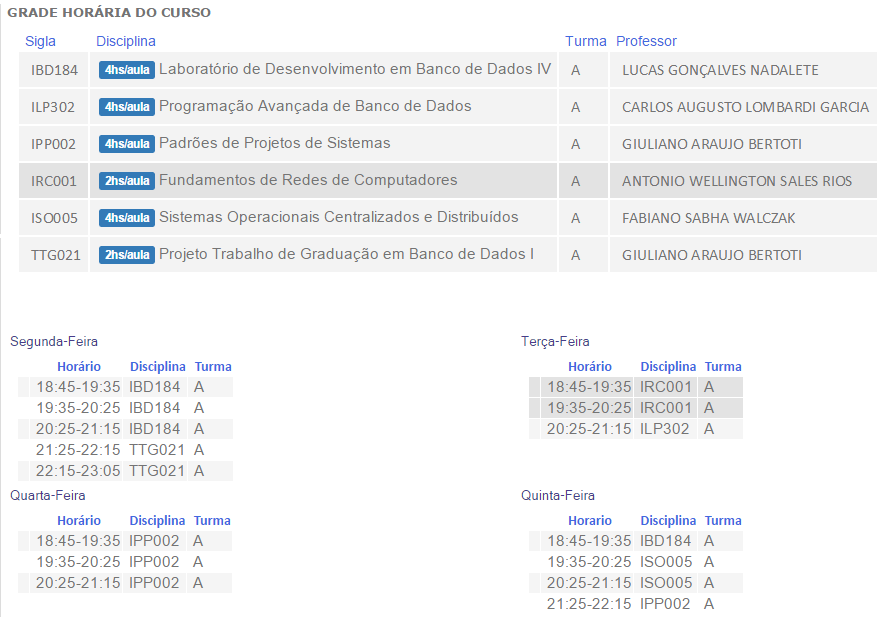 GRADE HORÁRIA DO CURSO
Sigla Disciplina Turma Professor
IBD184 4hs/aula Laboratório de Desenvolvimento em Banco de Dados IV A LUCAS GONÇALVES NADALETE
ILP302 4hs/aula Programação Avançada de Banco de Dados A CARLOS AUGUSTO LOMBARDI GARCIA
IPP002 4hs/aula Padrões de Projetos de Sistemas A GIULIANO ARAUJO BERTOTI
IRC001 2hs/aula Fundamentos de Redes de Computadores A ANTONIO WELLINGTON SALES RIOS
ISO005 4hs/aula Sistemas Operacionais Centralizados e Distribuídos A FABIANO SABHA WALCZAK
TTG021 2hs/aula Projeto Trabalho de Graduação em Banco de Dados I A GIULIANO ARAUJO BERTOTI
Segunda-Feira
Horário Disciplina Turma
18:45-19:35 IBD184 A
19:35-20:25 IBD184 A
20:25-21:15 IBD184 A
21:25-22:15 TTG021 A
22:15-23:05 TTG021 A
Terça-Feira
Horario Disciplina Turma
18:45-19:35 IRC001 A
19:35-20:25 IRC001 A
20:25-21:15 ILP302 A
Quarta-Feira
Horário Disciplina Turma
18:45-19:35 IPP002 A
19:35-20:25 IPP002 A
20:25-21:15 IPP002 A
Quinta-Feira
Horario Disciplina Turma
18:45-19:35 IBD184 A
19:35-20:25 ISO005 A
20:25-21:15 ISO005 A
21:25-22:15 IPP002 A